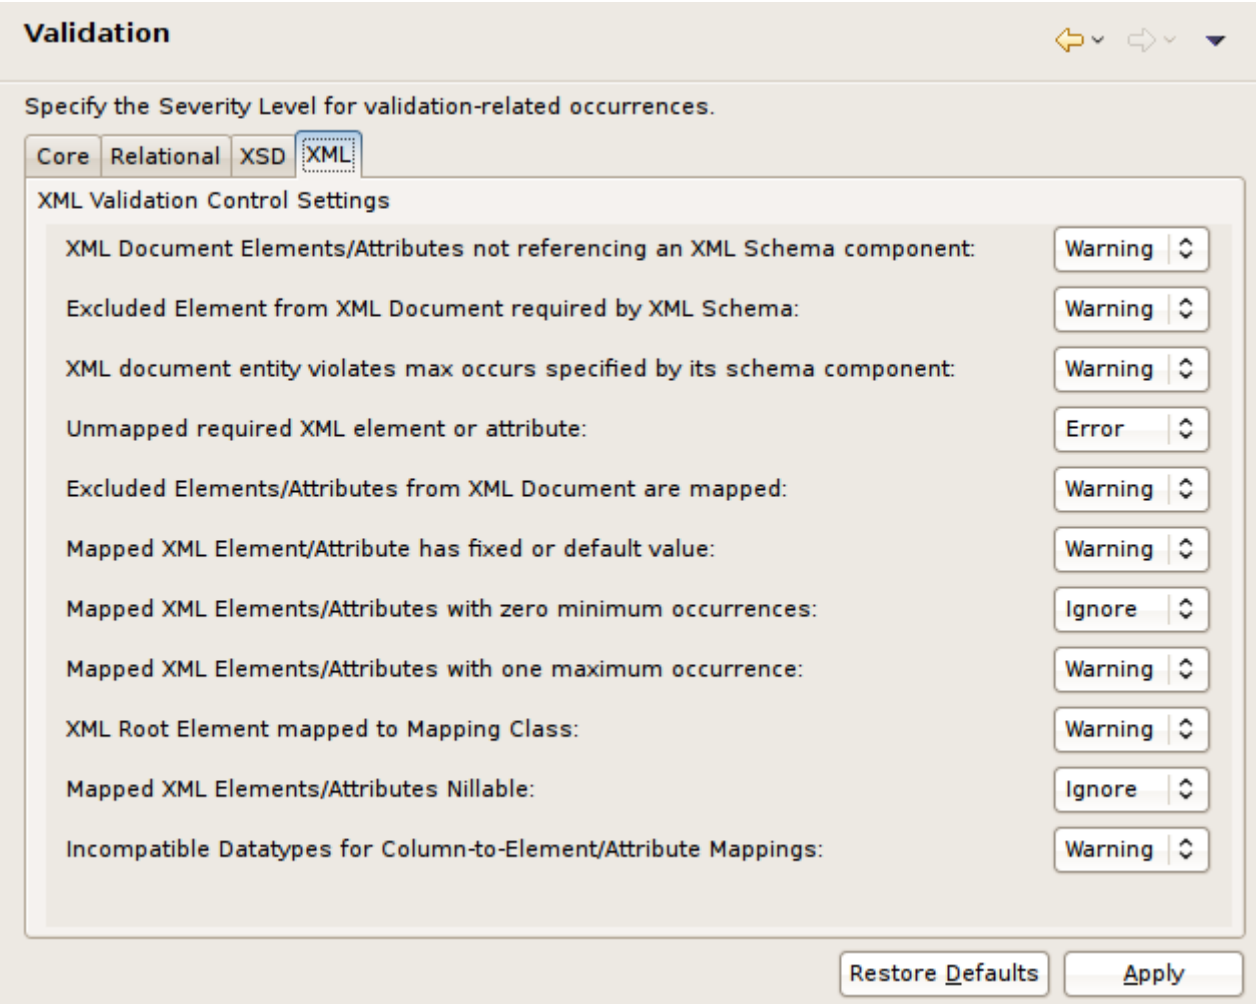 Validation
Specify the Severity Level for validation-related occurrences.
Core Relational XSD XML
XML Validation Control Settings
XML Document Elements/Attributes not referencing an XML Schema component: Warning
Excluded Element from XML Document required by XML Schema: Warning
XML document entity violates max occurs specified by its schema component: Warning
Unmapped required XML element or attribute: Error
Excluded Elements/Attributes from XML Document are mapped: Warning
Mapped XML Element/Attribute has fixed or default value: Warning
Mapped XML Elements/Attributes with zero minimum occurrences: Ignore
Mapped XML Elements/Attributes with one maximum occurrence: Warning
XML Root Element mapped to Mapping Class: Warning
Mapped XML Elements/Attributes Nillable: Ignore
Incompatible Datatypes for Column-to-Element/Attribute Mappings: Warning
Restore Defaults Apply